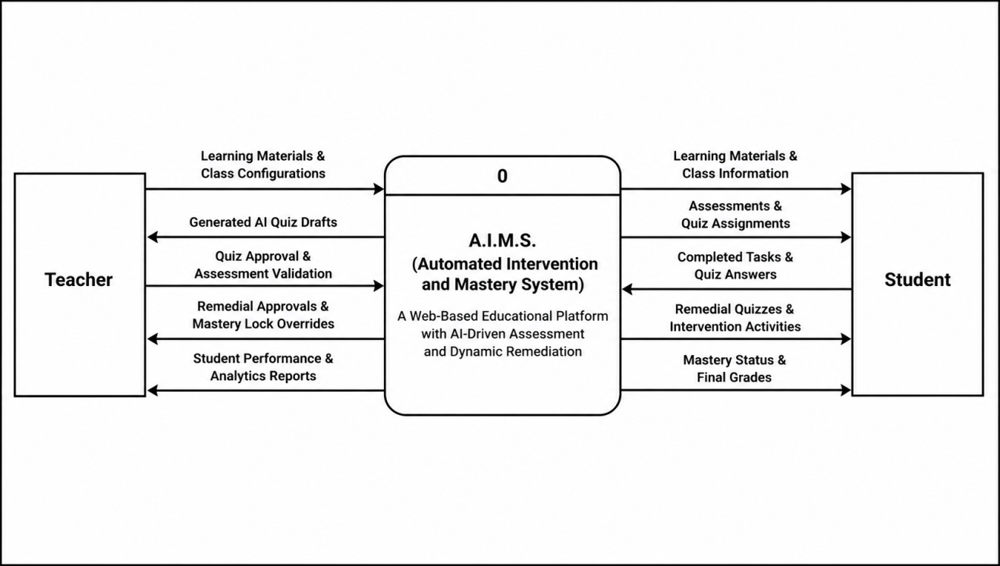 Learning Materials &
Class Configurations
Generated AI Quiz Drafts
Quiz Approval &
Assessment Validation
Remedial Approvals &
Mastery Lock Overrides
Student Performance &
Analytics Reports
Teacher
0
A.I.M.S.
(Automated Intervention
and Mastery System)
A Web-Based Educational Platform
with AI-Driven Assessment
and Dynamic Remediation
Learning Materials &
Class Information
Assessments &
Quiz Assignments
Completed Tasks &
Quiz Answers
Remedial Quizzes &
Intervention Activities
Mastery Status &
Final Grades
Student